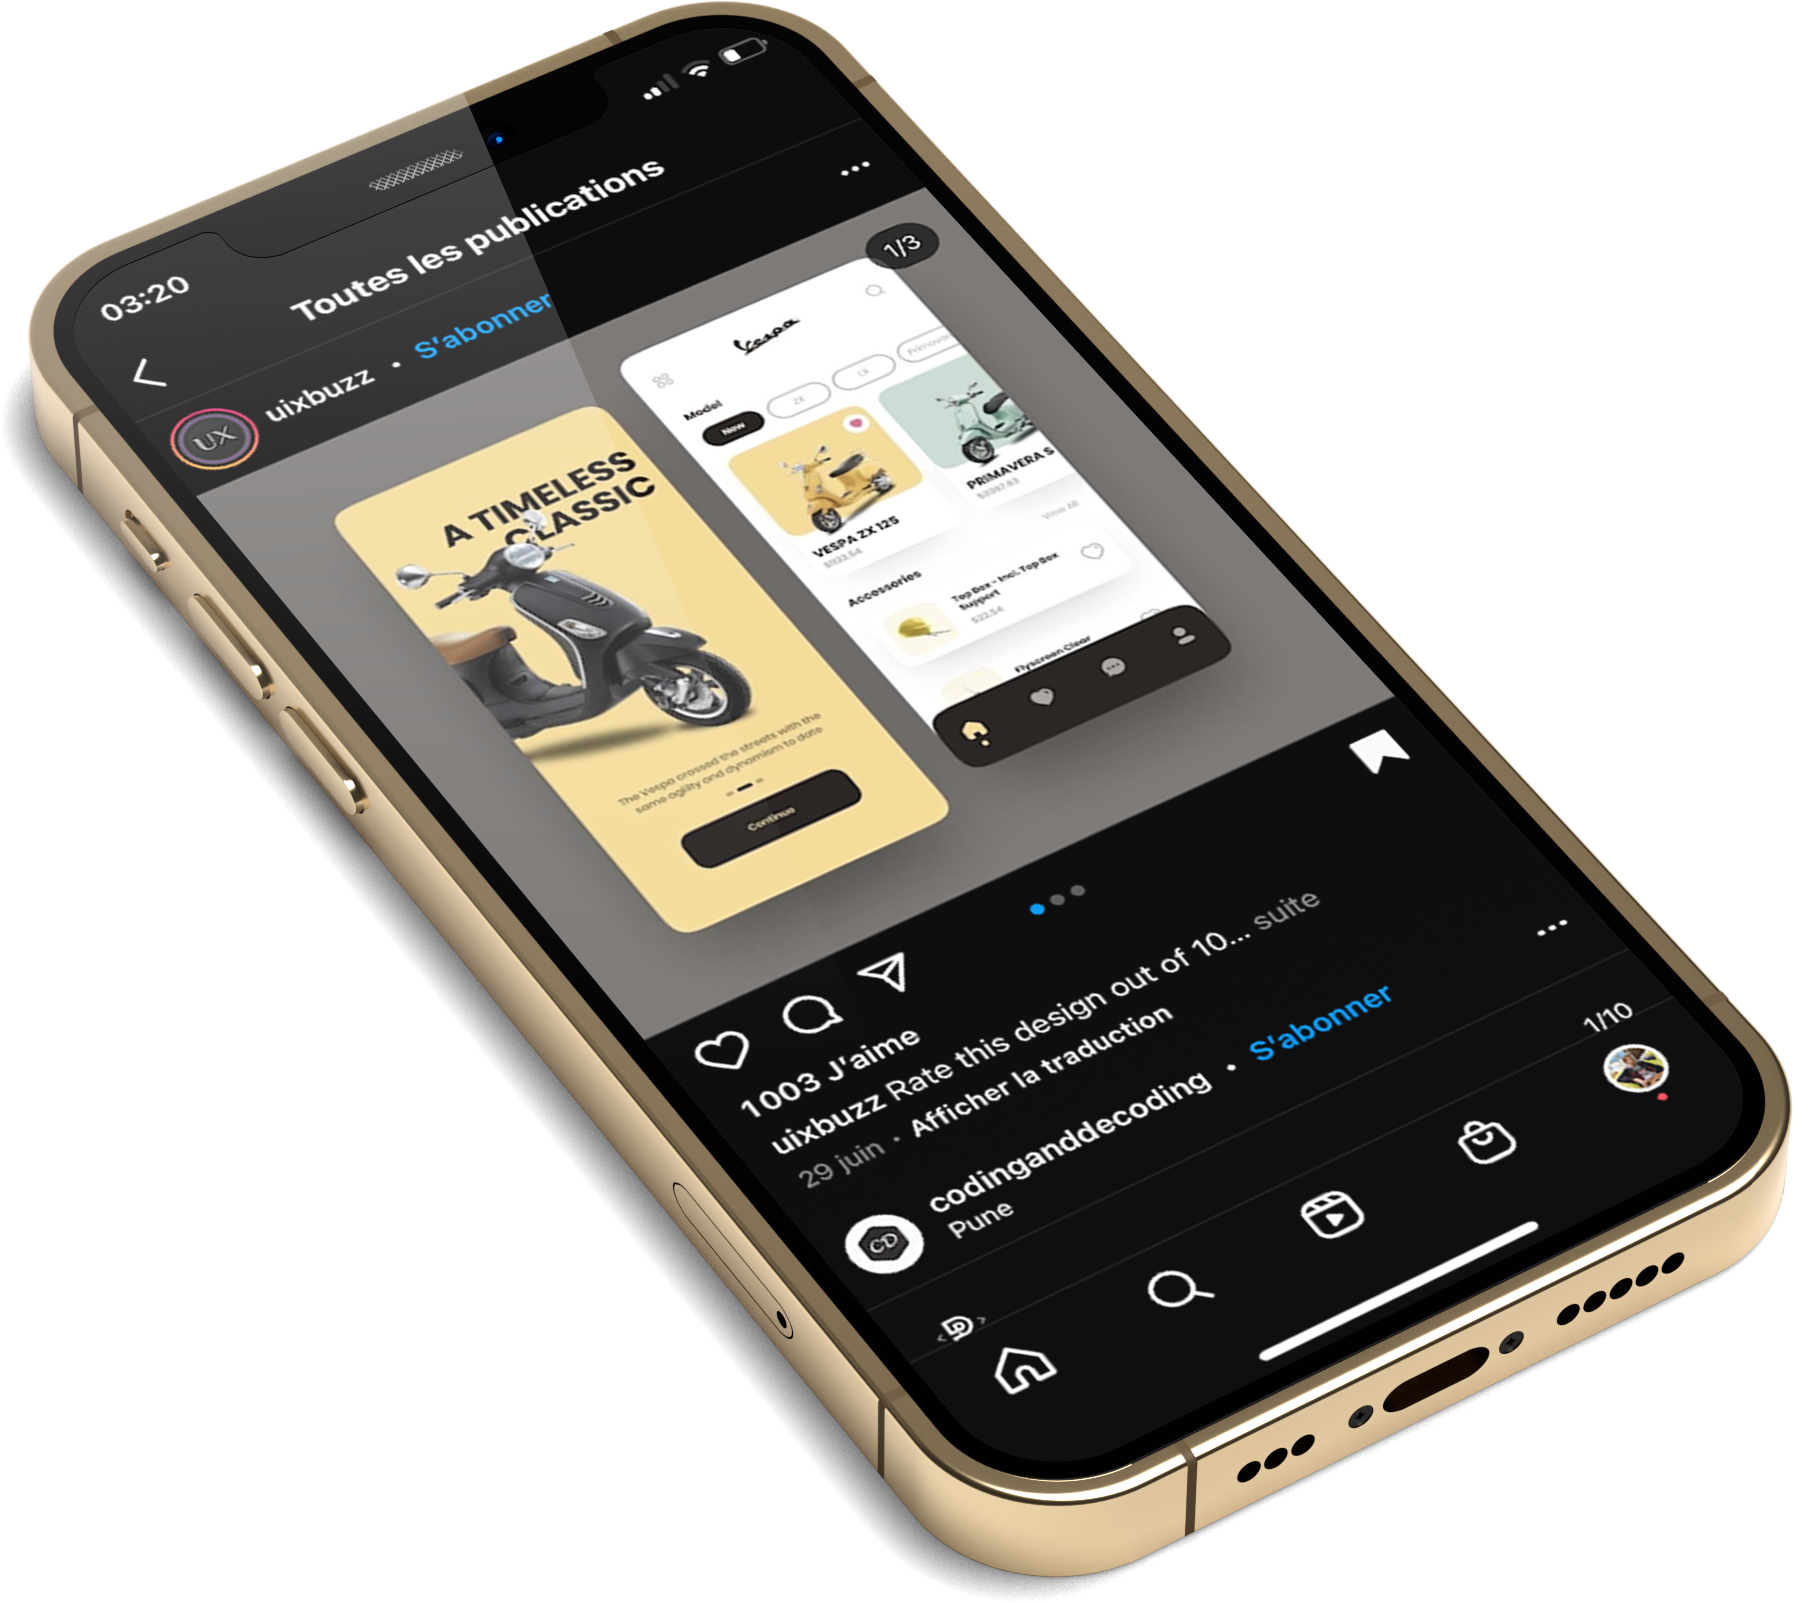 03:20
Toutes les publications
UX
uixbuzz • S'abonner
1/3
A TIMELESS
CLASSIC
The Vespa crossed the streets with the
same agility and dynamism to date
Continue
Vespa
Model
New
ZX
LX
Primavera
VESPA ZX 125
PRIMAVERA S
View All
Accessories
Top Box - Incl. Top Box
Support
$22.54
Flyscreen Clear
1003 J'aime
uixbuzz Rate this design out of 10... suite
29 juin • Afficher la traduction
CD
codinganddecoding • S'abonner
Pune
1/10